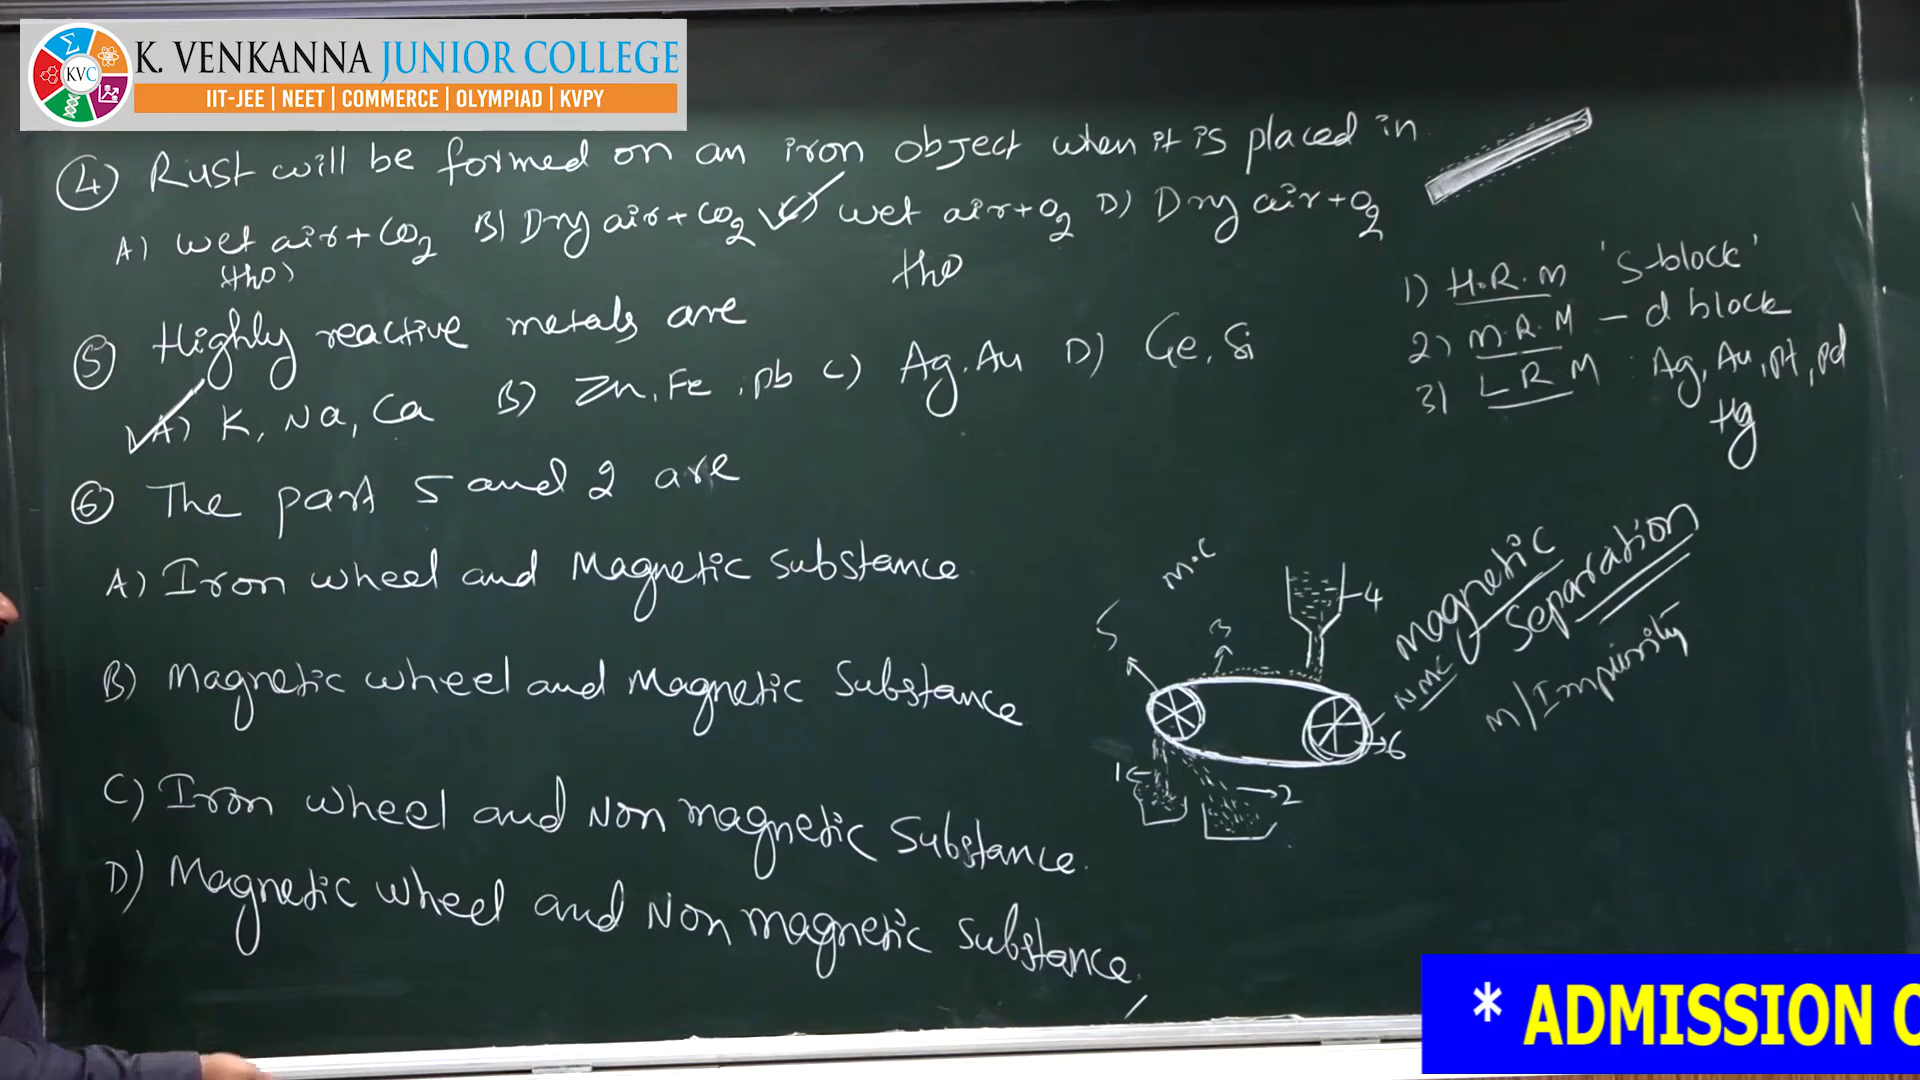 K. VENKANNA JUNIOR COLLEGE
KVC
IIT-JEE | NEET | COMMERCE | OLYMPIAD | KVPY
④ Rust will be formed on an iron object when it is placed in
A) wet air + CO2 B) Dry air + CO2 C) wet air + O2 D) Dry air + O2
⑤ Highly reactive metals are
A) K, Na, Ca B) Zn, Fe, pb C) Ag, Au D) Ge, Si
⑥ The part 5 and 2 are
A) Iron wheel and Magnetic substance
B) Magnetic wheel and Magnetic Substance
C) Iron wheel and Non magnetic Substance.
D) Magnetic wheel and Non magnetic Substance.
1) H.R.M 'S-block'
2) M.R.M - d block
3) L R M : Ag, Au, pt, pd
Hg
Magnetic
Separation
M/Impurity
M.C
NMC
5
3
4
6
1
2
* ADMISSION